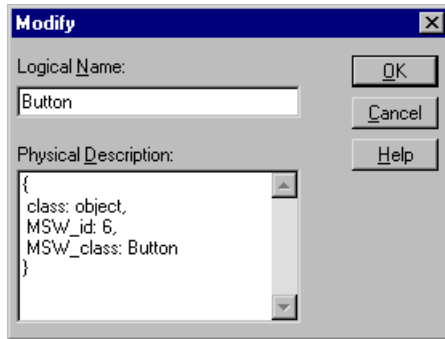 Modify
Logical Name:
Button
OK
Cancel
Help
Physical Description:
{
class: object,
MSW_id: 6,
MSW_class: Button
}